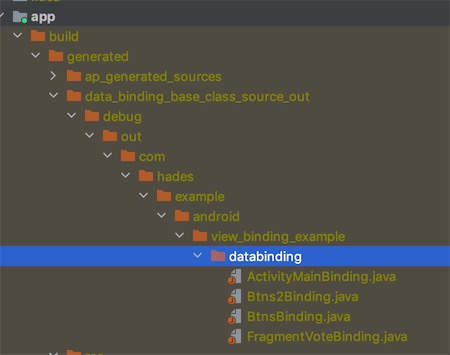 app
build
generated
ap_generated_sources
data_binding_base_class_source_out
debug
out
com
hades
example
android
view_binding_example
databinding
ActivityMainBinding.java
Btns2Binding.java
BtnsBinding.java
FragmentVoteBinding.java